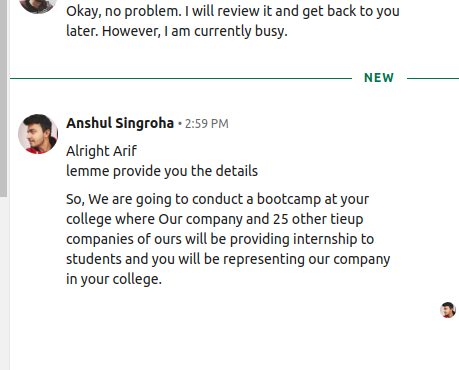 Okay, no problem. I will review it and get back to you
later. However, I am currently busy.
NEW
Anshul Singroha • 2:59 PM
Alright Arif
lemme provide you the details
So, We are going to conduct a bootcamp at your
college where Our company and 25 other tieup
companies of ours will be providing internship to
students and you will be representing our company
in your college.